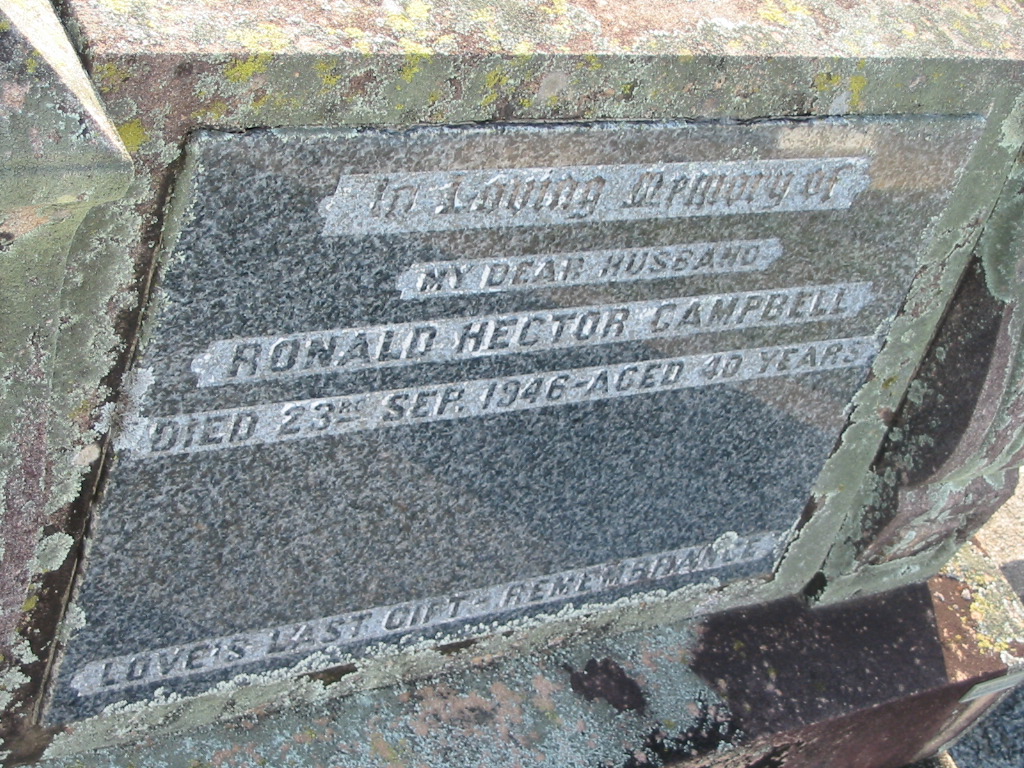 In Loving Memory of
MY DEAR HUSBAND
RONALD HECTOR CAMPBELL
DIED 23RD SEP. 1946-AGED 40 YEARS
LOVE'S LAST GIFT - REMEMBRANCE